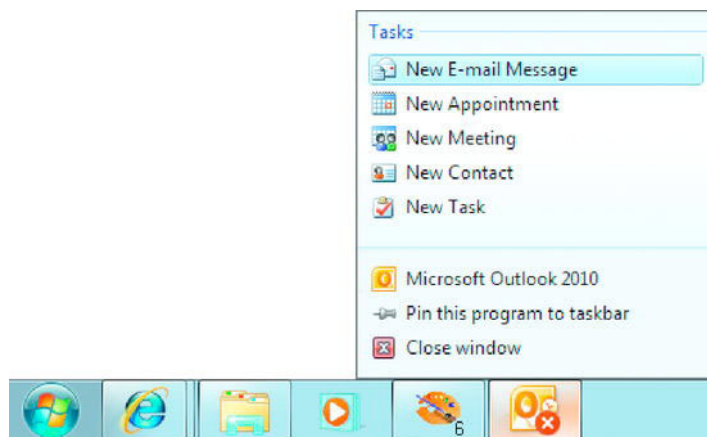 Tasks
New E-mail Message
New Appointment
New Meeting
New Contact
New Task
Microsoft Outlook 2010
Pin this program to taskbar
Close window
6